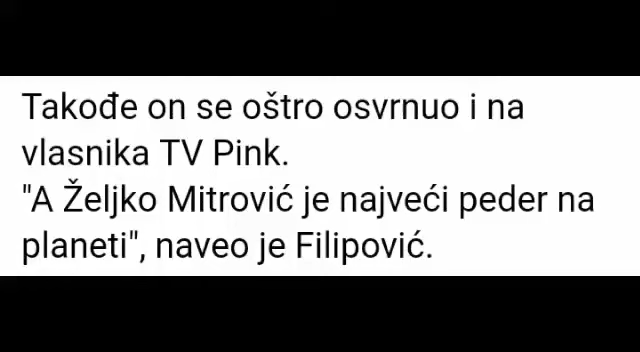 Takođe on se oštro osvrnuo i na
vlasnika TV Pink.
"A Željko Mitrović je najveći peder na
planeti", naveo je Filipović.